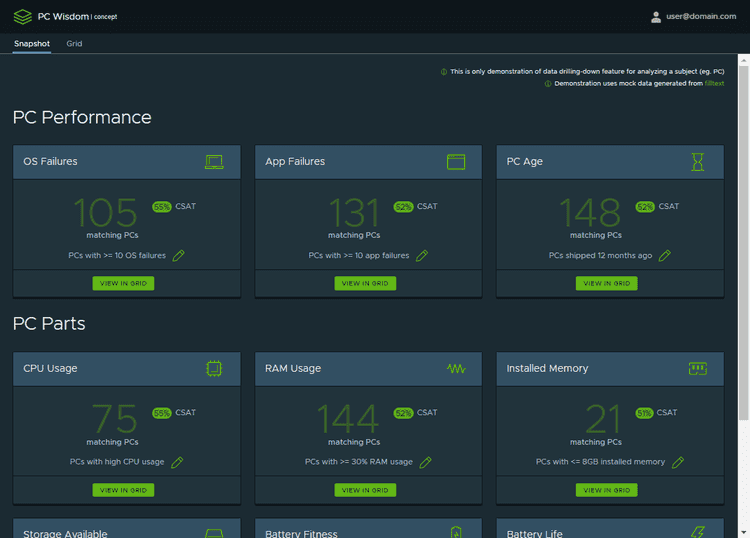 PC Wisdom | concept
user@domain.com
Snapshot Grid
This is only demonstration of data drilling-down feature for analyzing a subject (eg. PC)
Demonstration uses mock data generated from filltext
PC Performance
OS Failures
105 55% CSAT
matching PCs
PCs with >= 10 OS failures
VIEW IN GRID
App Failures
131 52% CSAT
matching PCs
PCs with >= 10 app failures
VIEW IN GRID
PC Age
148 52% CSAT
matching PCs
PCs shipped 12 months ago
VIEW IN GRID
PC Parts
CPU Usage
75 55% CSAT
matching PCs
PCs with high CPU usage
VIEW IN GRID
RAM Usage
144 52% CSAT
matching PCs
PCs with >= 30% RAM usage
VIEW IN GRID
Installed Memory
21 51% CSAT
matching PCs
PCs with <= 8GB installed memory
VIEW IN GRID
Storage Available
Battery Fitness
Battery Life